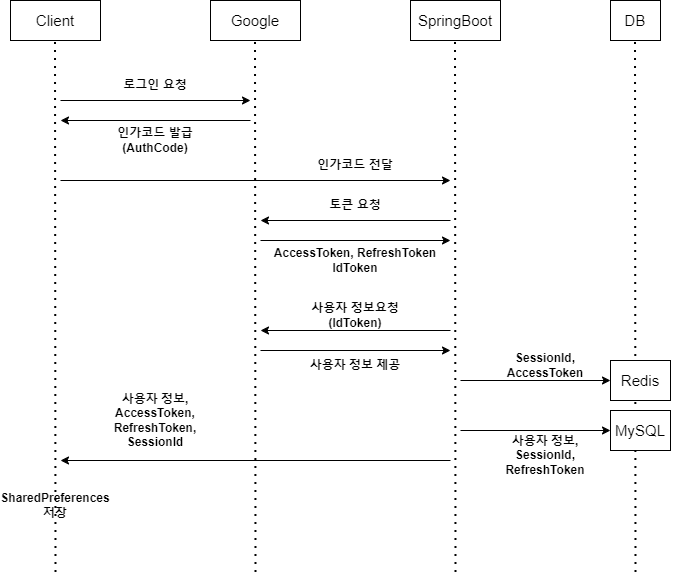 Client
Google
SpringBoot
DB
로그인 요청
인가코드 발급
(AuthCode)
인가코드 전달
토큰 요청
AccessToken, RefreshToken
IdToken
사용자 정보요청
(IdToken)
사용자 정보 제공
SessionId,
AccessToken
Redis
사용자 정보,
AccessToken,
RefreshToken,
SessionId
MySQL
사용자 정보,
SessionId,
RefreshToken
SharedPreferences
저장